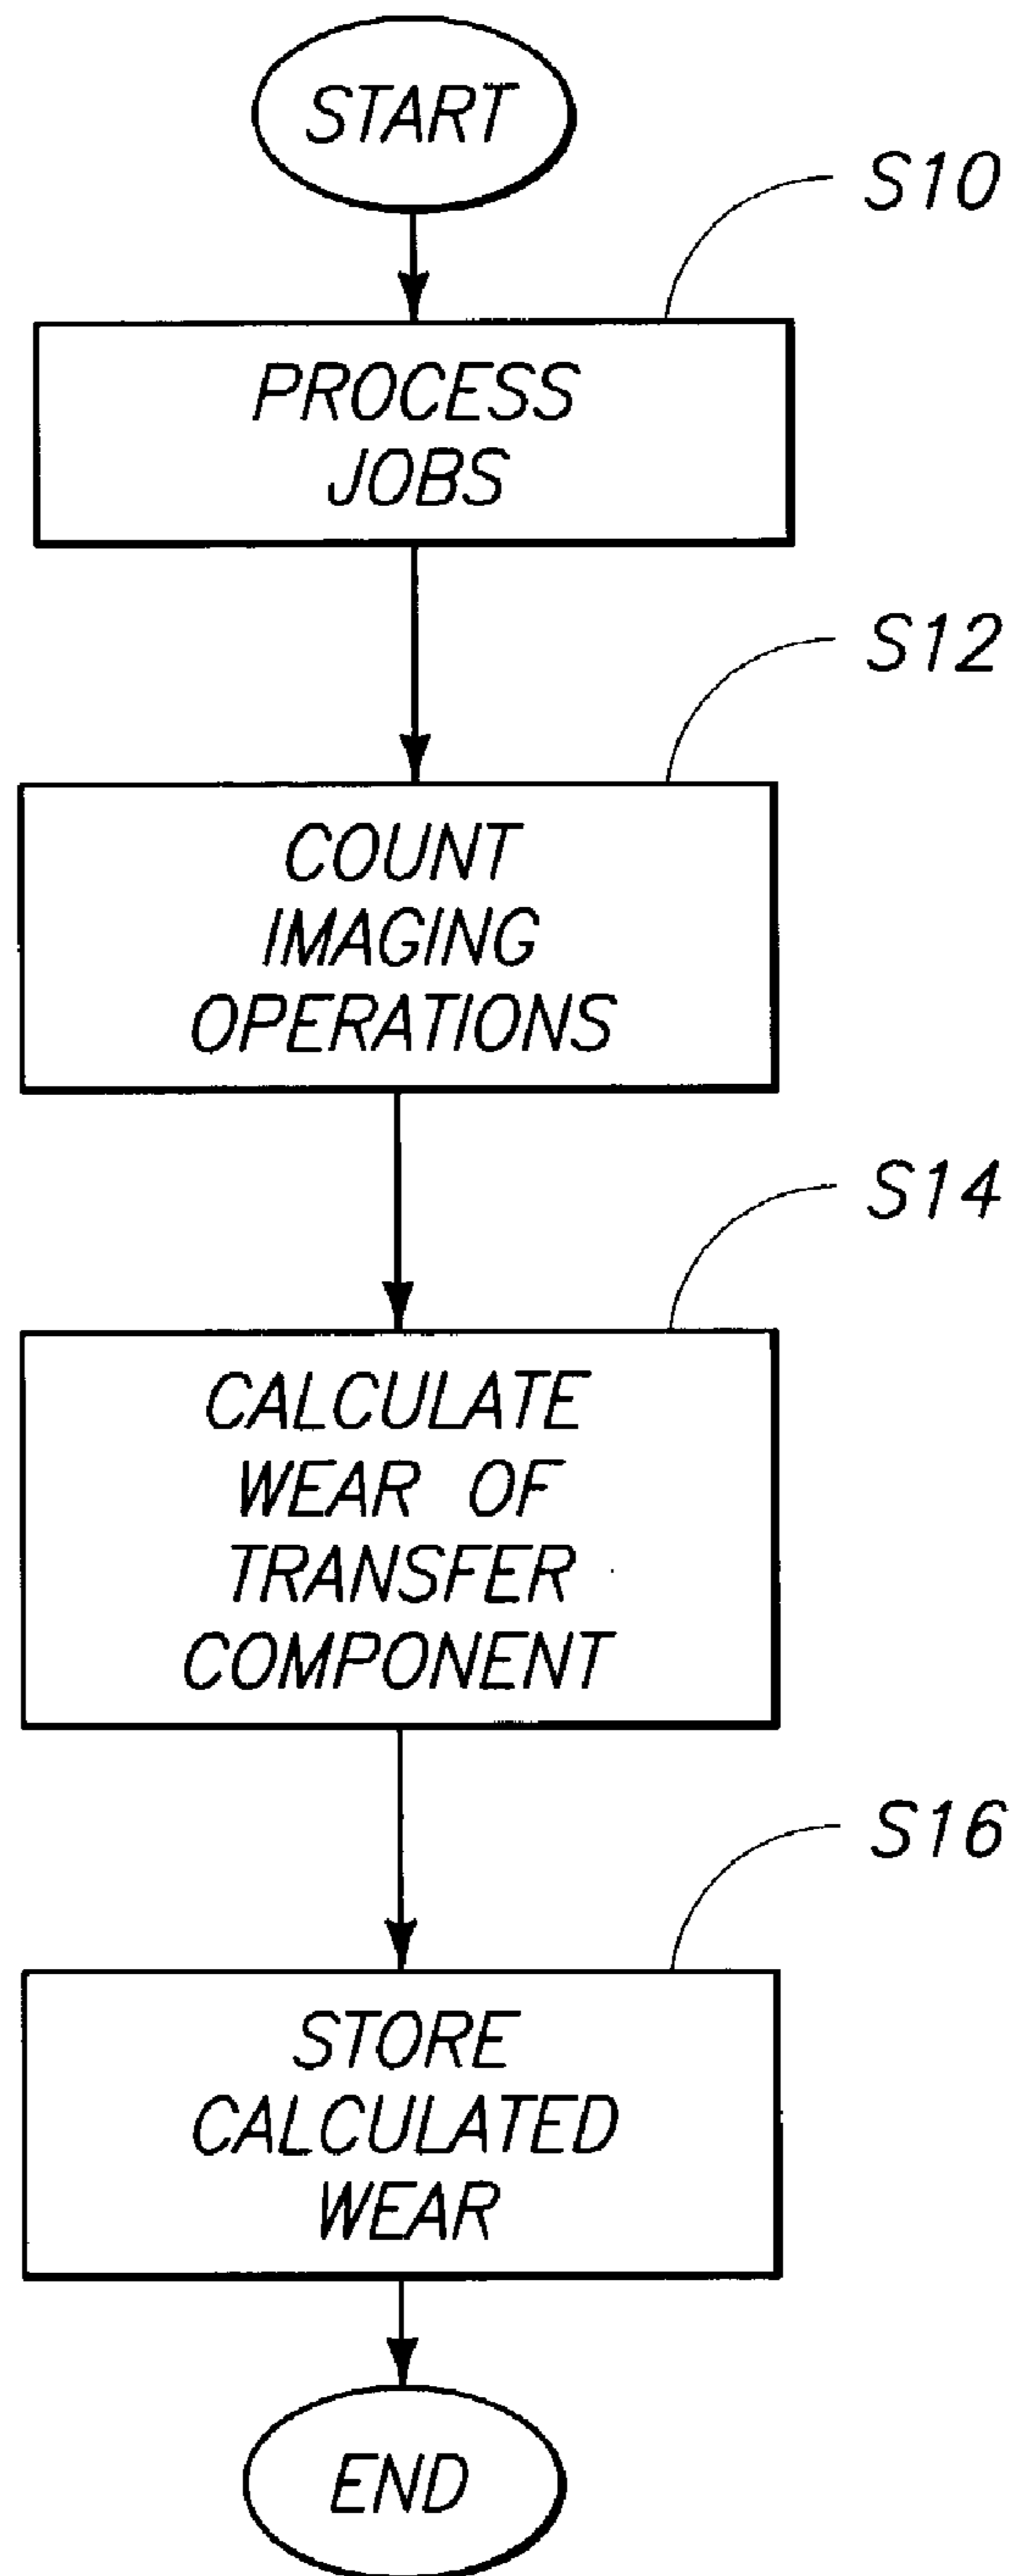 START
S10
PROCESS
JOBS
S12
COUNT
IMAGING
OPERATIONS
S14
CALCULATE
WEAR OF
TRANSFER
COMPONENT
S16
STORE
CALCULATED
WEAR
END